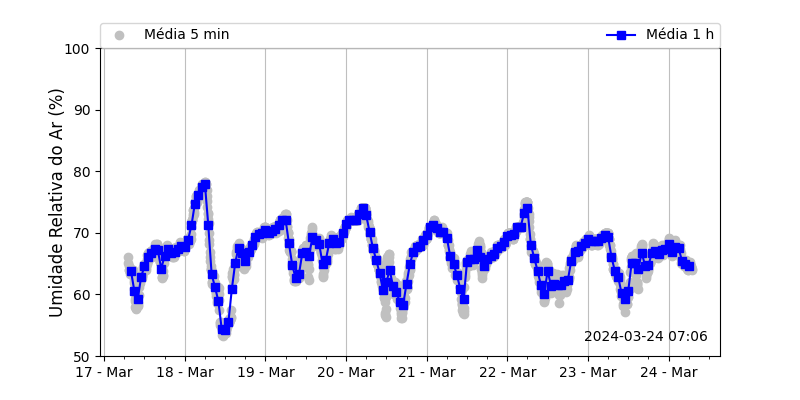 Média 5 min
Média 1 h
Umidade Relativa do Ar (%)
100
90
80
70
60
50
2024-03-24 07:06
17 - Mar
18 - Mar
19 - Mar
20 - Mar
21 - Mar
22 - Mar
23 - Mar
24 - Mar